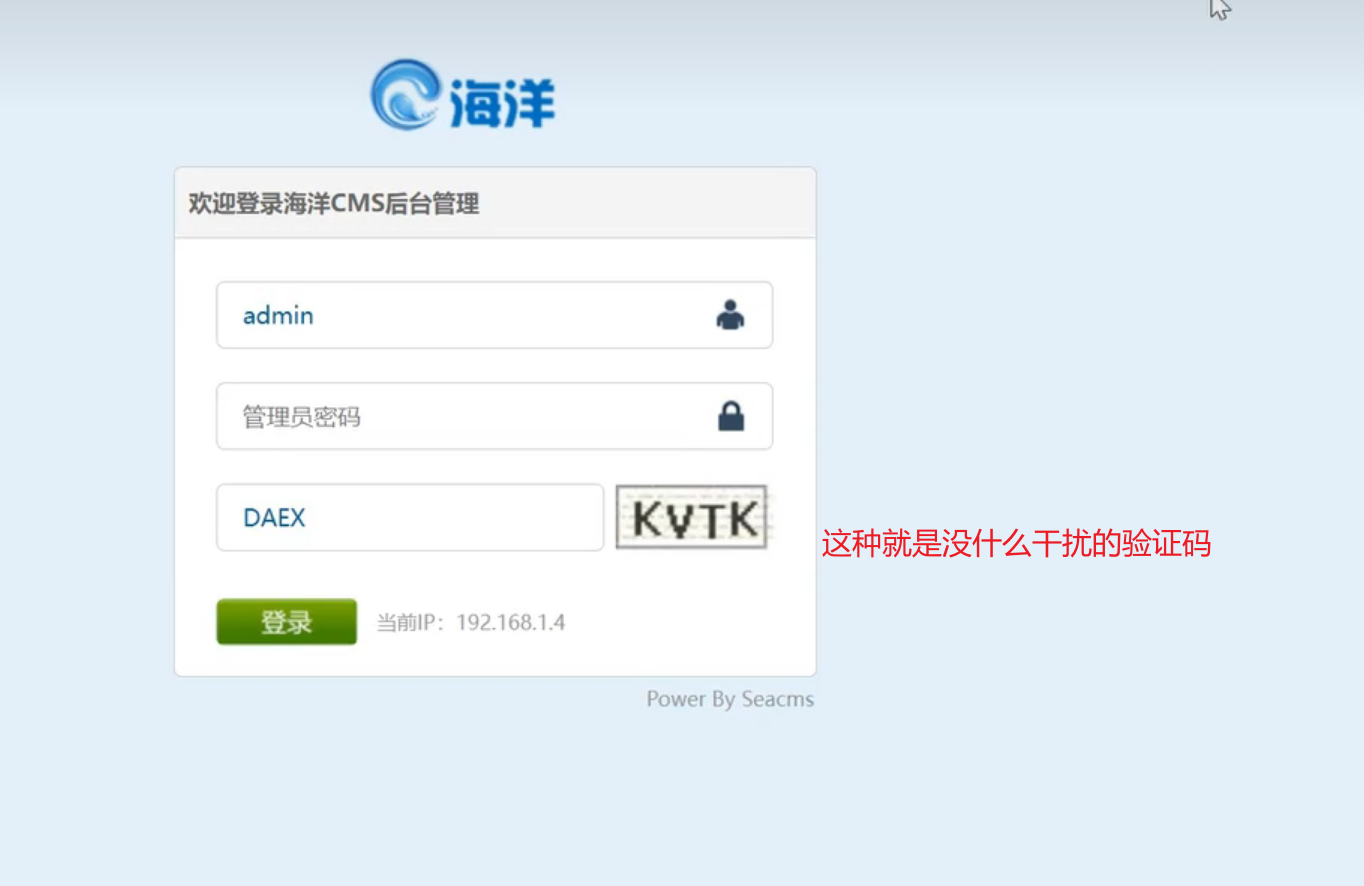 海洋
欢迎登录海洋CMS后台管理
admin
管理员密码
DAEX
KVTK
这种就是没什么干扰的验证码
登录 当前IP：192.168.1.4
Power By Seacms